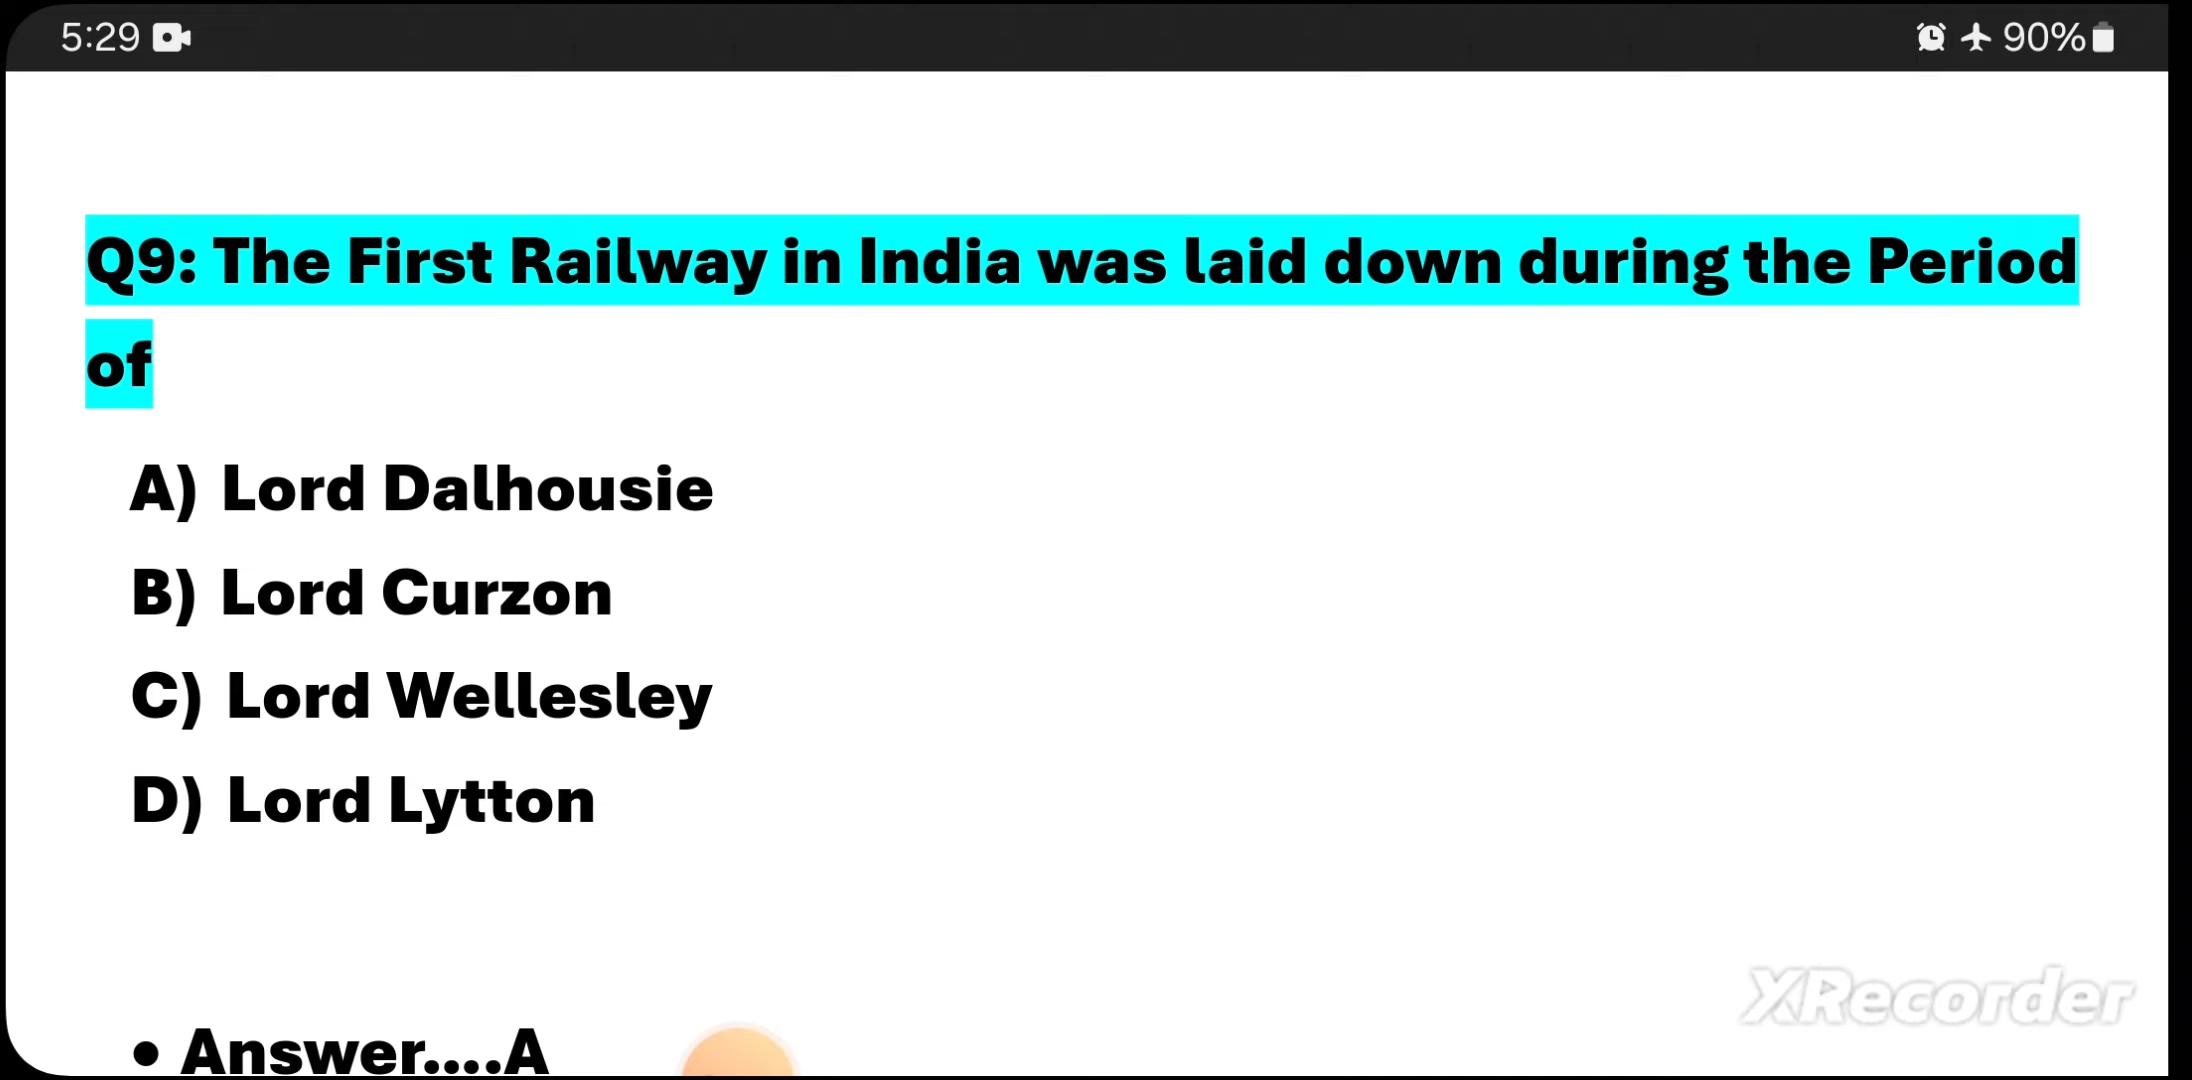 5:29 90%
Q9: The First Railway in India was laid down during the Period
of
A) Lord Dalhousie
B) Lord Curzon
C) Lord Wellesley
D) Lord Lytton
• Answer....A
XRecorder